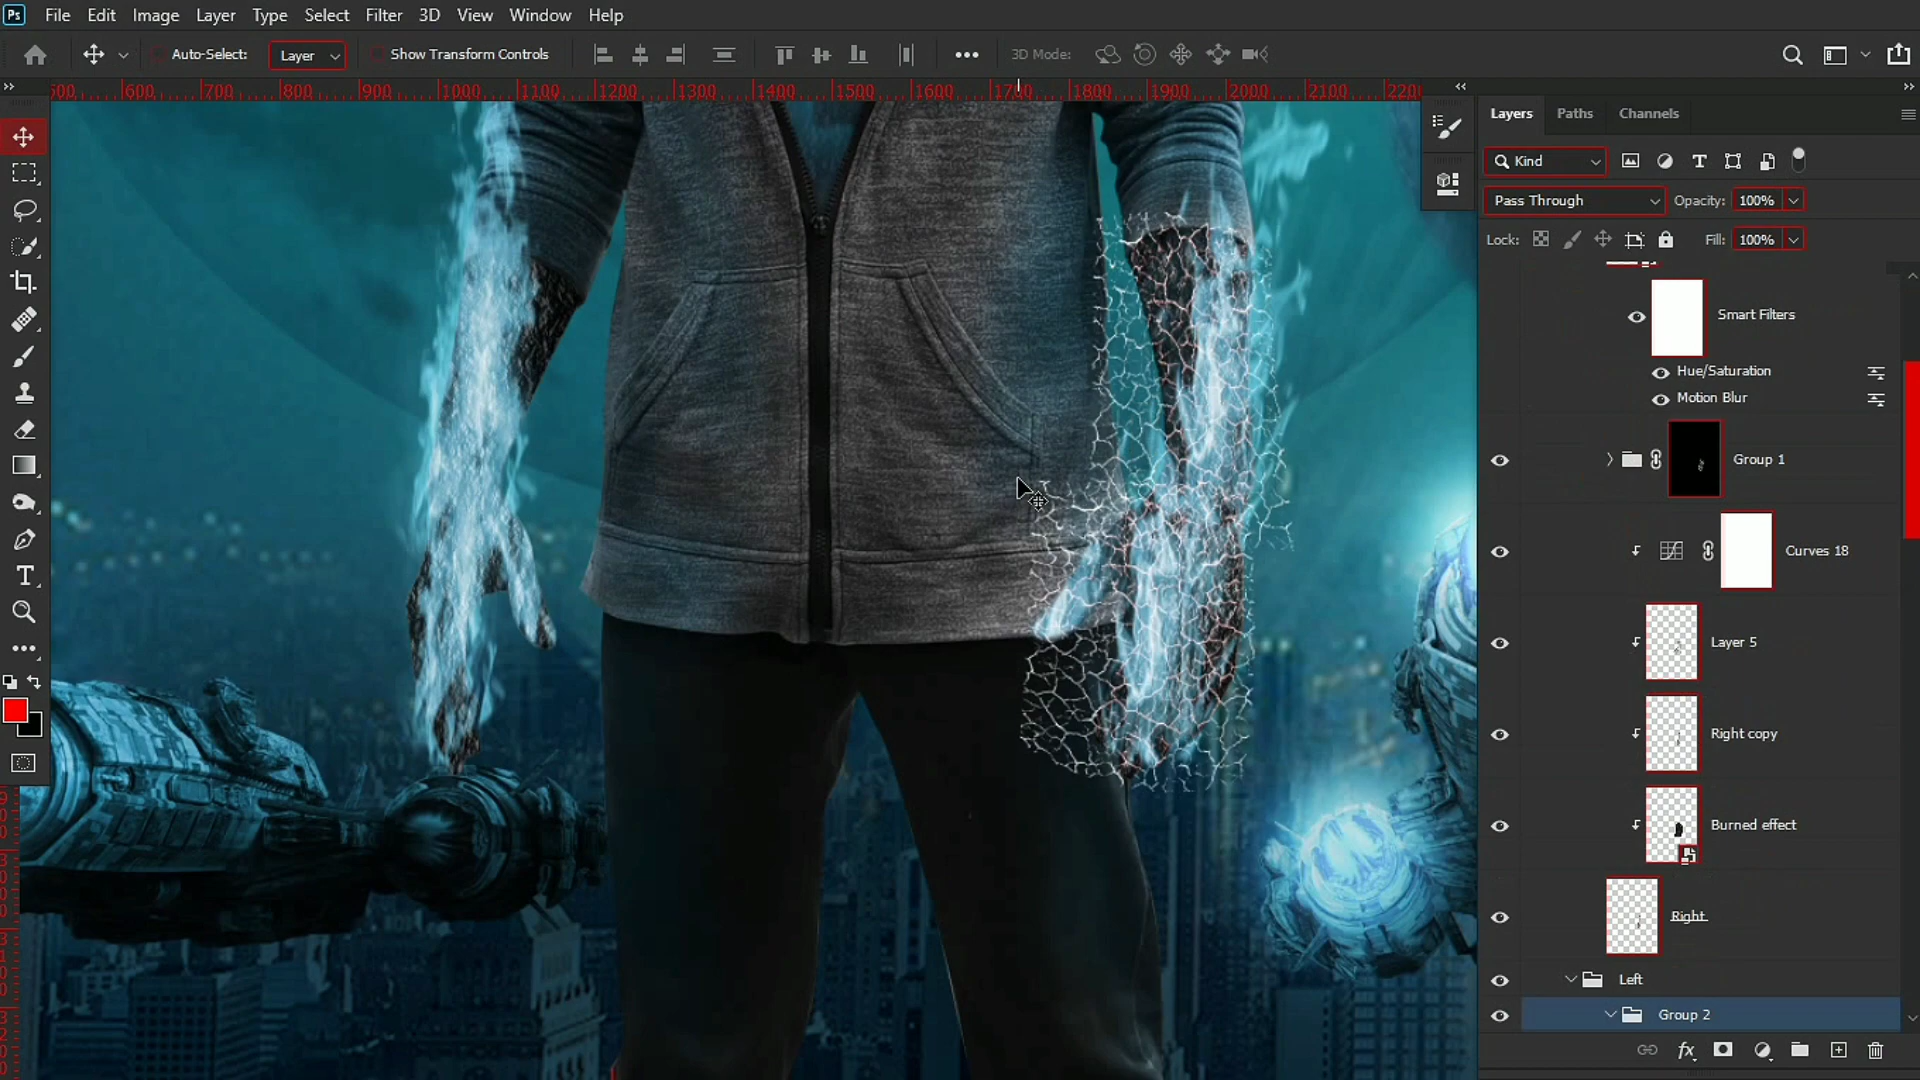 Ps File Edit Image Layer Type Select Filter 3D View Window Help
Auto-Select: Layer Show Transform Controls 3D Mode:
600 700 800 900 1000 1100 1200 1300 1400 1500 1600 1700 1800 1900 2000 2100
Layers Paths Channels
Kind
Pass Through Opacity: 100%
Lock: Fill: 100%
Smart Filters
Hue/Saturation
Motion Blur
Group 1
Curves 18
Layer 5
Right copy
Burned effect
Right
Left
Group 2
fx